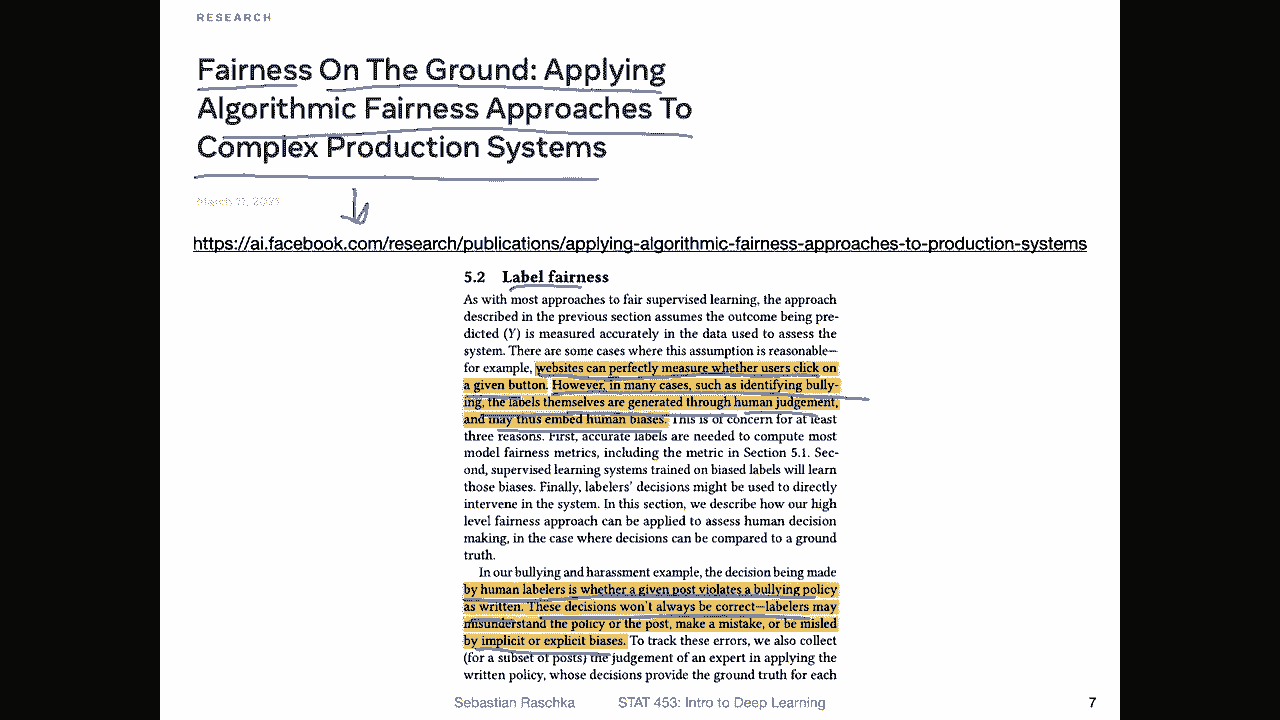 RESEARCH
Fairness On The Ground: Applying
Algorithmic Fairness Approaches To
Complex Production Systems
March 11, 2021
https://ai.facebook.com/research/publications/applying-algorithmic-fairness-approaches-to-production-systems
5.2 Label fairness
As with most approaches to fair supervised learning, the approach
described in the previous section assumes the outcome being pre-
dicted (Y) is measured accurately in the data used to assess the
system. There are some cases where this assumption is reasonable—
for example, websites can perfectly measure whether users click on
a given button. However, in many cases, such as identifying bully-
ing, the labels themselves are generated through human judgement,
and may thus embed human biases. This is of concern for at least
three reasons. First, accurate labels are needed to compute most
model fairness metrics, including the metric in Section 5.1. Sec-
ond, supervised learning systems trained on biased labels will learn
those biases. Finally, labelers' decisions might be used to directly
intervene in the system. In this section, we describe how our high
level fairness approach can be applied to assess human decision
making, in the case where decisions can be compared to a ground
truth.
In our bullying and harassment example, the decision being made
by human labelers is whether a given post violates a bullying policy
as written. These decisions won't always be correct—labelers may
misunderstand the policy or the post, make a mistake, or be misled
by implicit or explicit biases. To track these errors, we also collect
(for a subset of posts) the judgement of an expert in applying the
written policy, whose decisions provide the ground truth for each
Sebastian Raschka STAT 453: Intro to Deep Learning 7